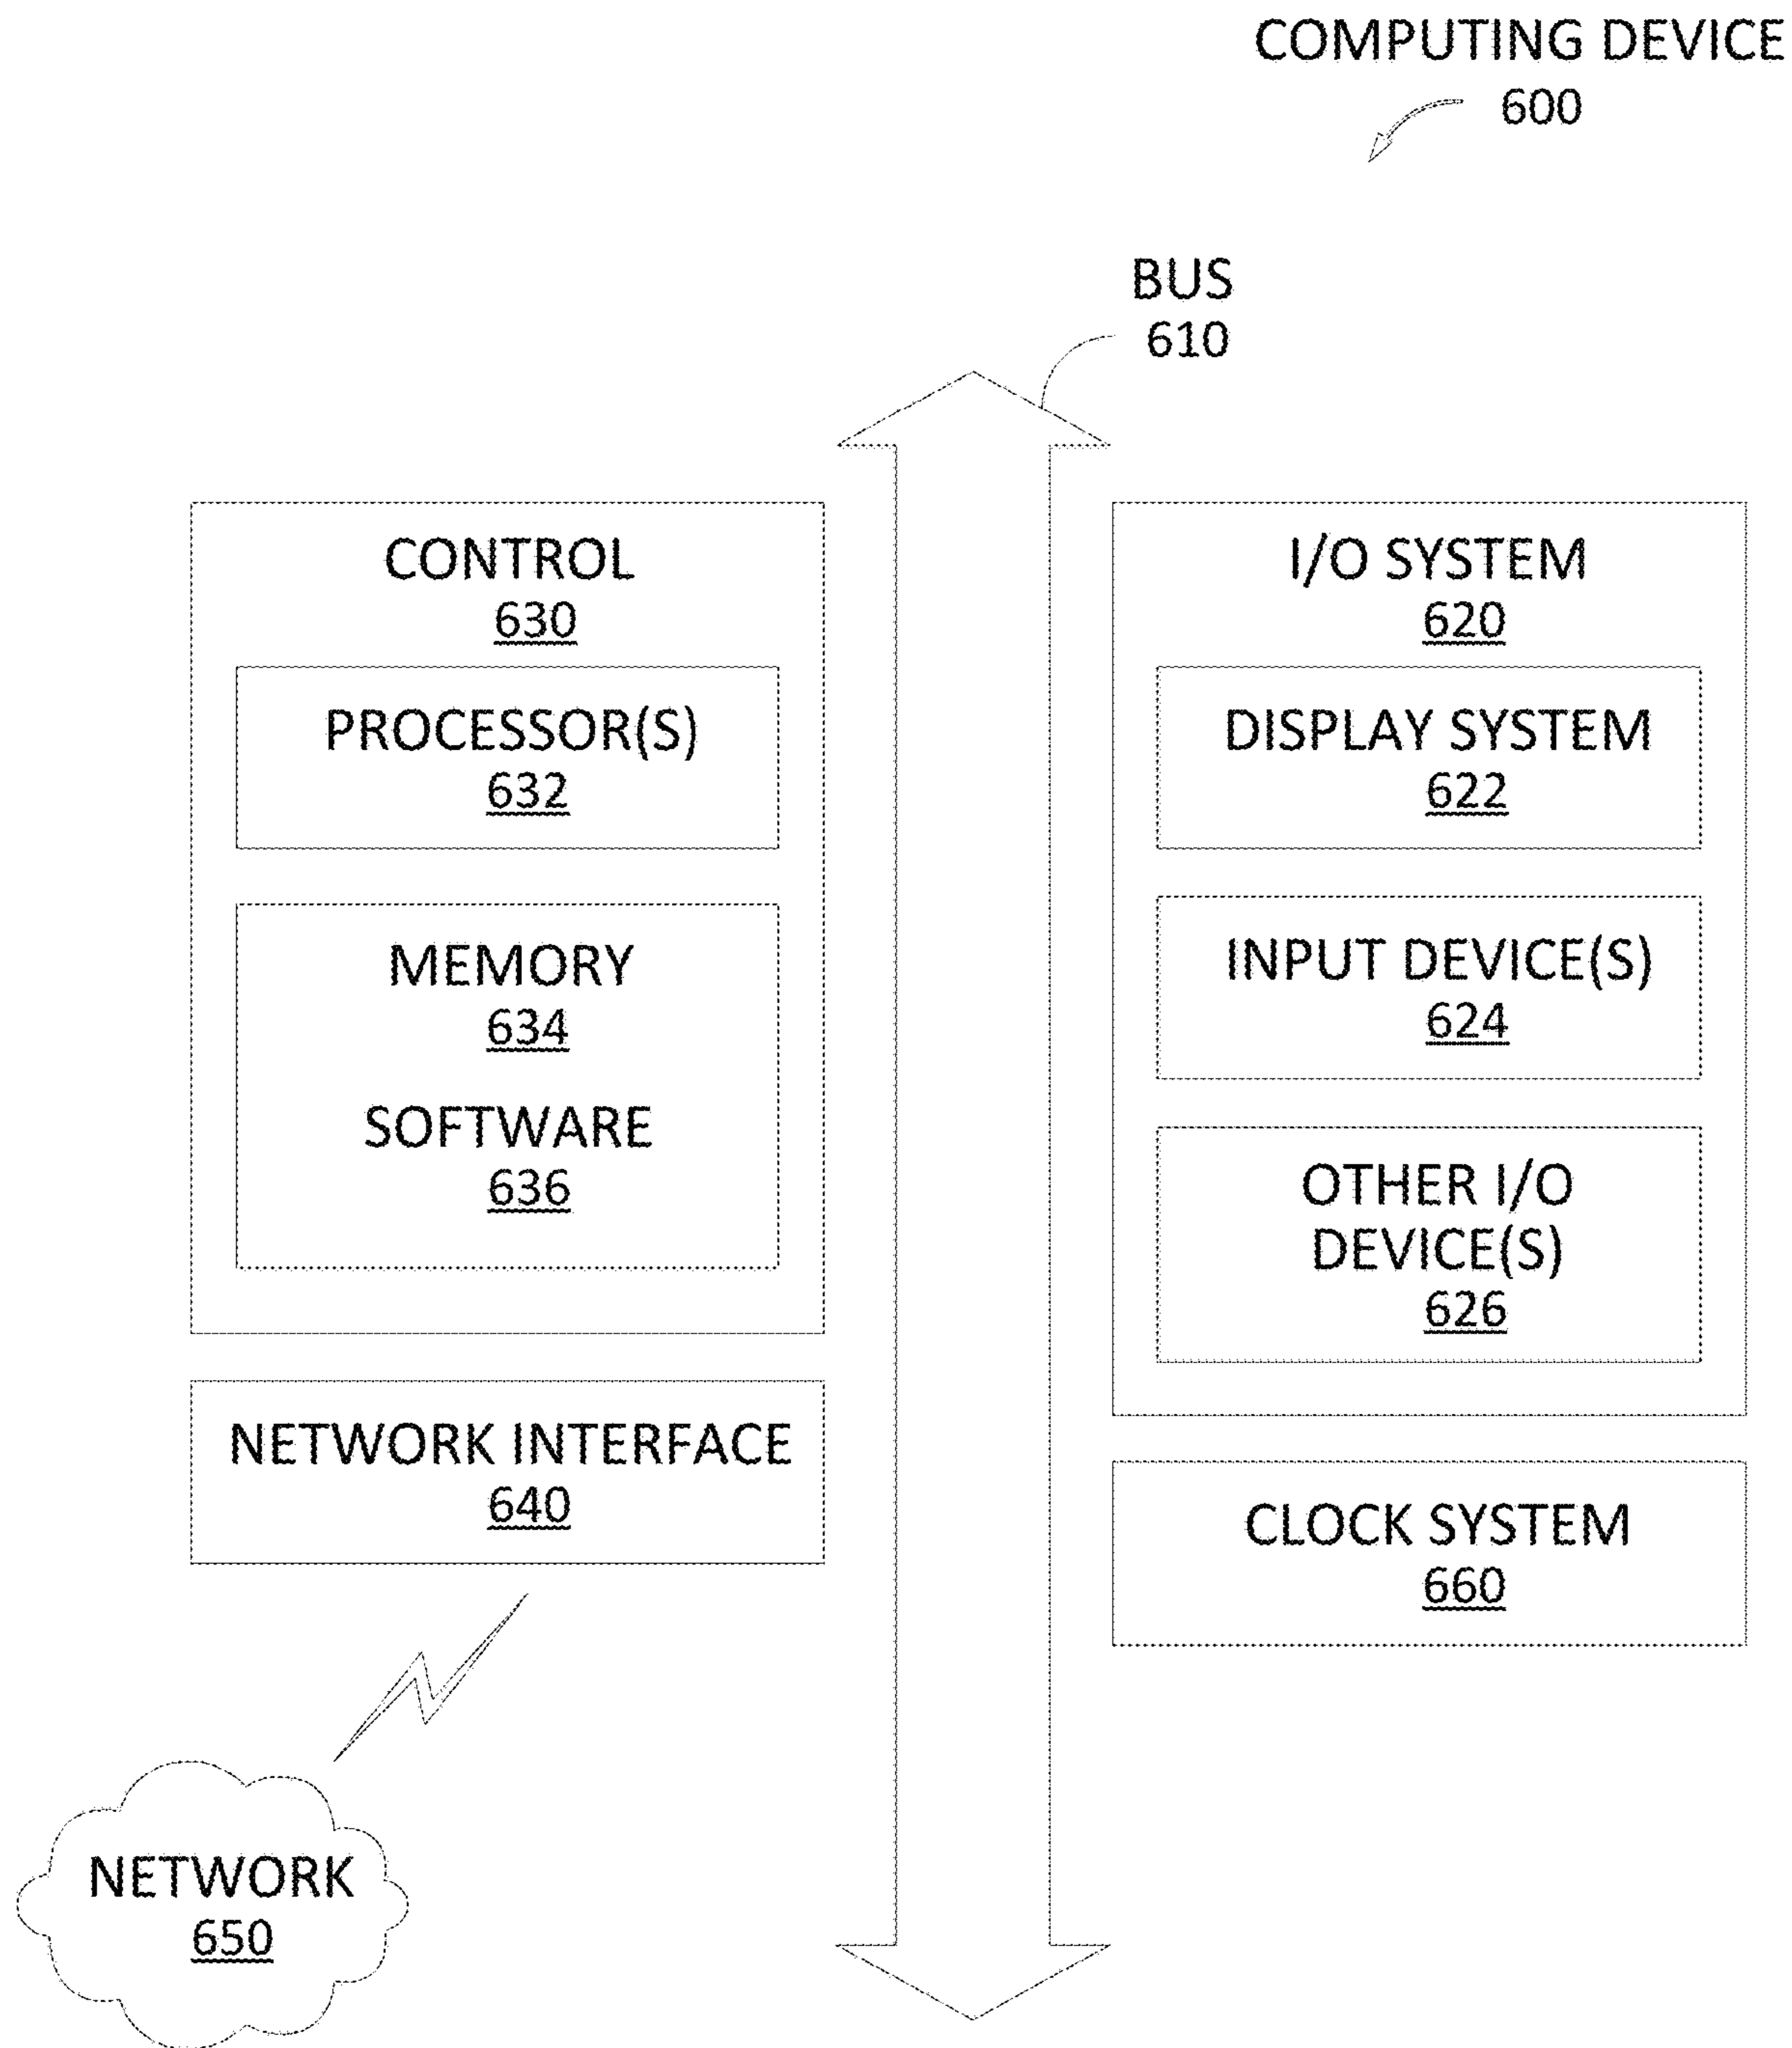 COMPUTING DEVICE
600
BUS
610
CONTROL
630
PROCESSOR(S)
632
MEMORY
634
SOFTWARE
636
NETWORK INTERFACE
640
NETWORK
650
I/O SYSTEM
620
DISPLAY SYSTEM
622
INPUT DEVICE(S)
624
OTHER I/O
DEVICE(S)
626
CLOCK SYSTEM
660